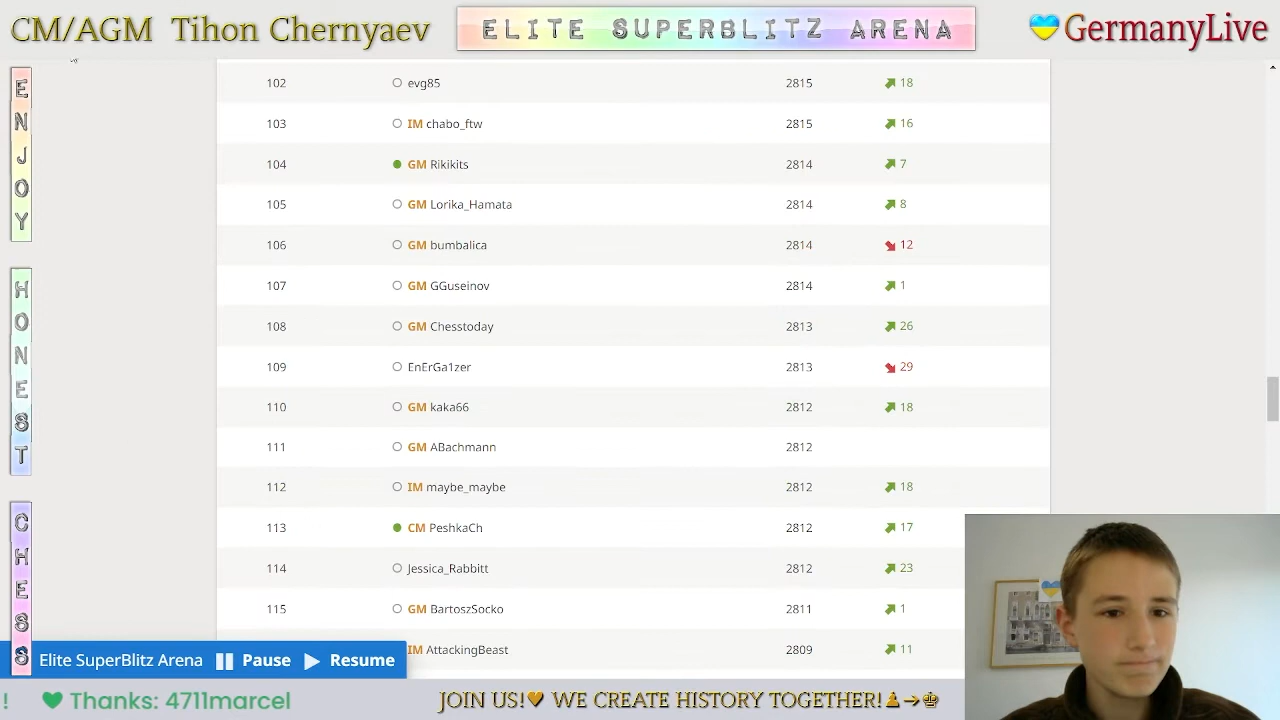 CM/AGM Tihon Chernyaev
ELITE SUPERBLITZ ARENA
GermanyLive
ENJOY
HONEST
CHESS
102 evg85 2815 18
103 IM chabo_ftw 2815 16
104 GM Rikikits 2814 7
105 GM Lorika_Hamata 2814 8
106 GM bumbalica 2814 12
107 GM GGuseinov 2814 1
108 GM Chesstoday 2813 26
109 EnErGa1zer 2813 29
110 GM kaka66 2812 18
111 GM ABachmann 2812
112 IM maybe_maybe 2812 18
113 CM PeshkaCh 2812 17
114 Jessica_Rabbitt 2812 23
115 GM BartoszSocko 2811 1
IM AttackingBeast 2809 11
Elite SuperBlitz Arena Pause Resume
! Thanks: 4711marcel
JOIN US!🧡 WE CREATE HISTORY TOGETHER!♟→♚